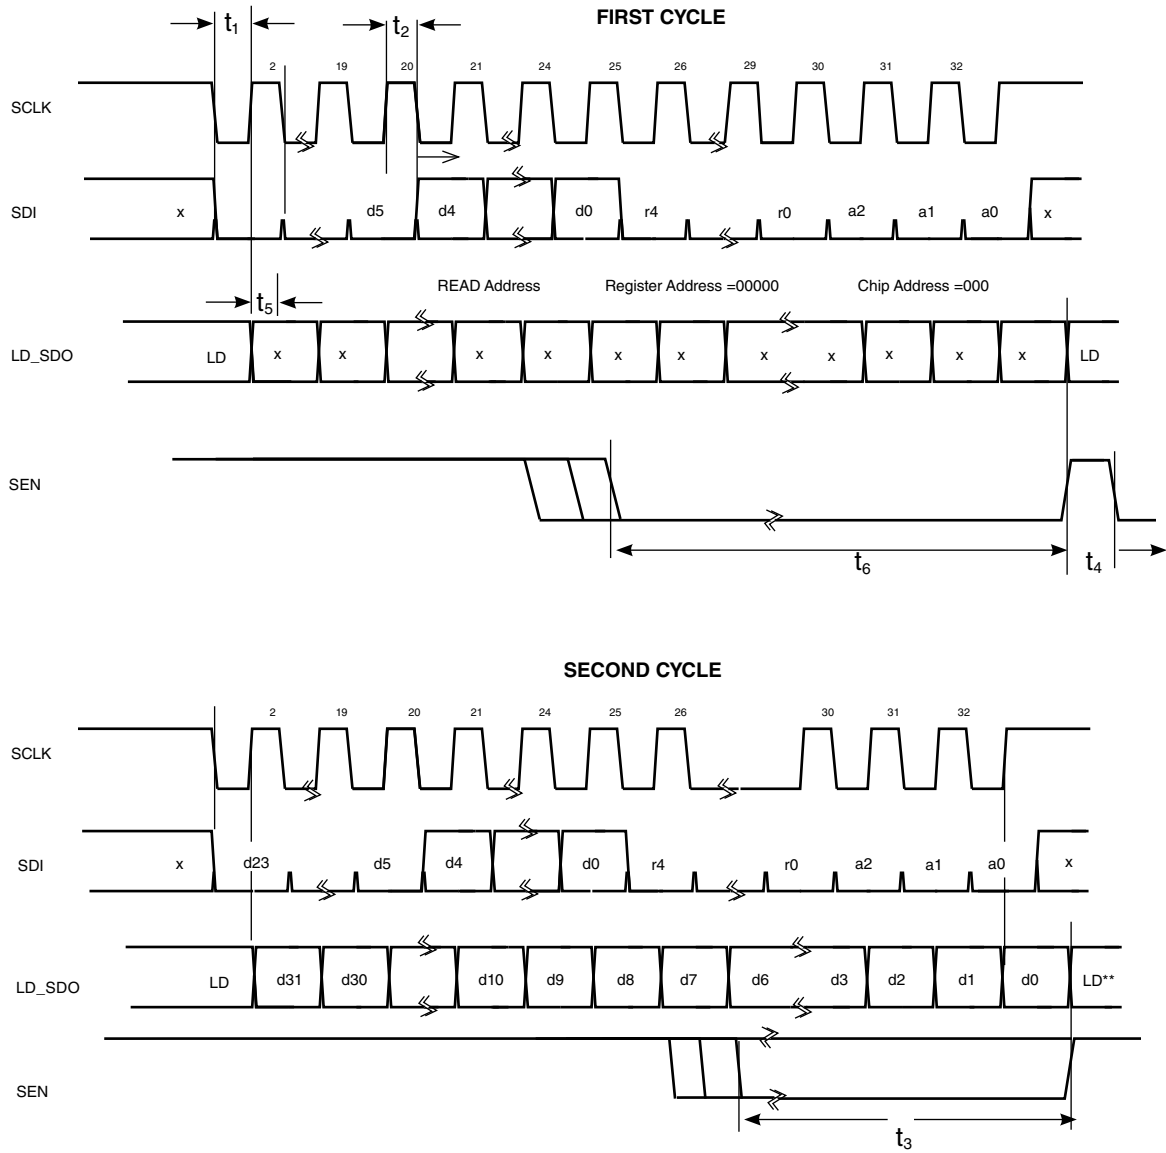 FIRST CYCLE
t1 t2
2 19 20 21 24 25 26 29 30 31 32
SCLK
SDI x d5 d4 d0 r4 r0 a2 a1 a0 x
t5 READ Address Register Address =00000 Chip Address =000
LD_SDO LD x x x x x x x x x x x LD
SEN
t6 t4
SECOND CYCLE
2 19 20 21 24 25 26 30 31 32
SCLK
SDI x d23 d5 d4 d0 r4 r0 a2 a1 a0 x
LD_SDO LD d31 d30 d10 d9 d8 d7 d6 d3 d2 d1 d0 LD**
SEN
t3